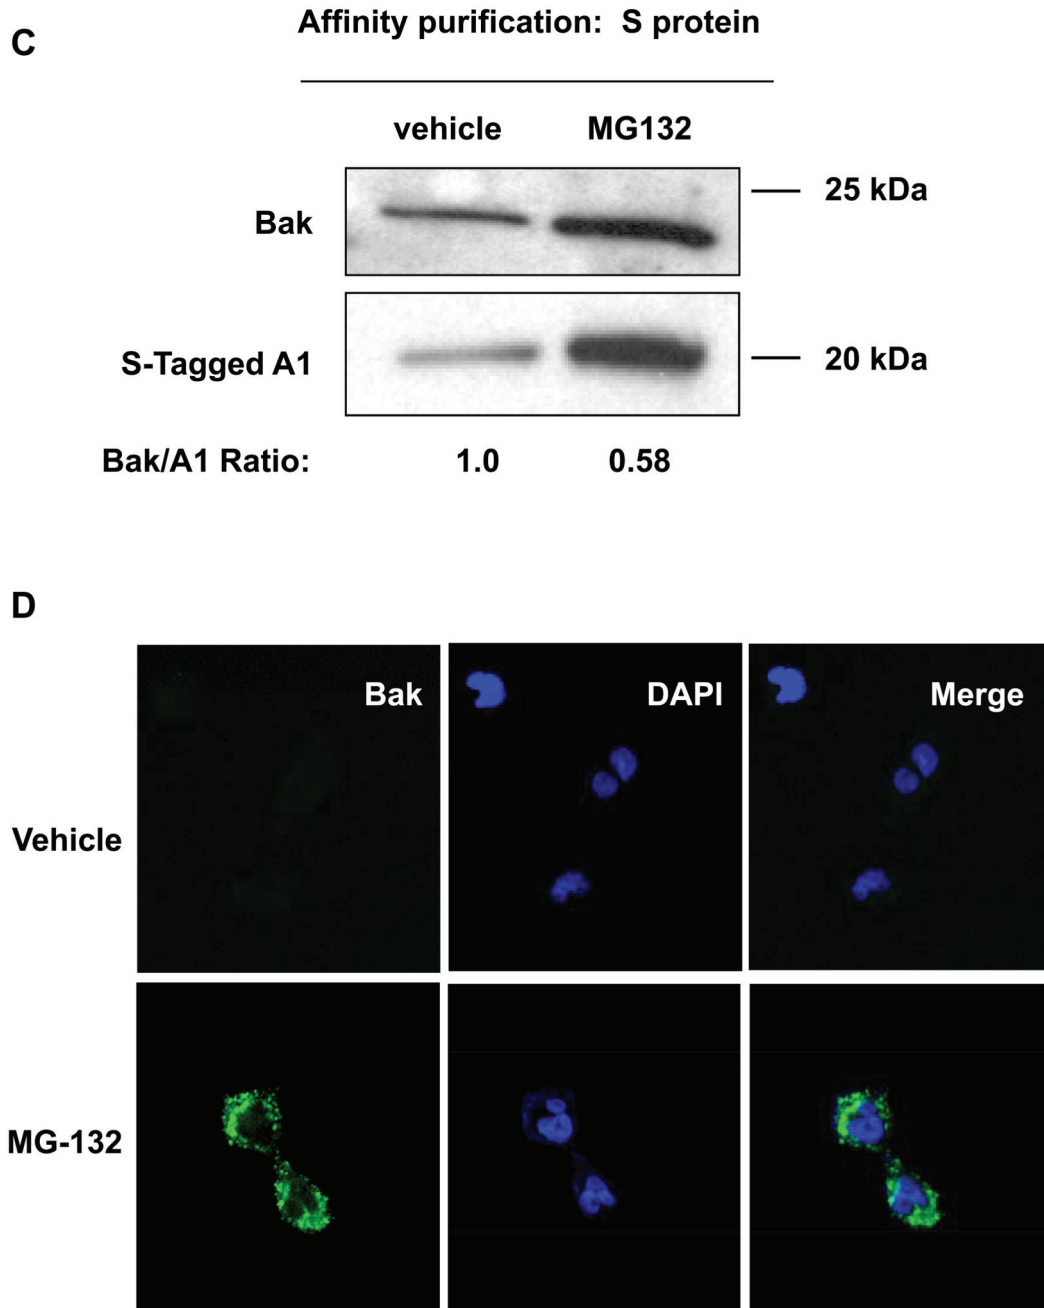 C
Affinity purification: S protein
vehicle MG132
Bak
25 kDa
S-Tagged A1
20 kDa
Bak/A1 Ratio: 1.0 0.58
D
Bak DAPI Merge
Vehicle
MG-132